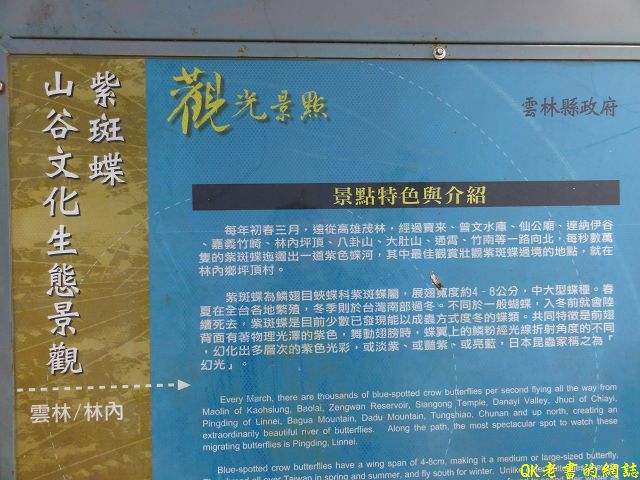 紫斑蝶
山谷文化生態景觀
雲林/林內
觀光景點
雲林縣政府
景點特色與介紹
每年初春三月，遠從高雄茂林，經過寶來、曾文水庫、仙公廟、達納伊谷
、嘉義竹崎、林內坪頂、八卦山、大肚山、通霄、竹南等一路向北，每秒數萬
隻的紫斑蝶迤邐出一道紫色蝶河，其中最佳觀賞壯觀紫斑蝶過境的地點，就在
林內鄉坪頂村。
紫斑蝶為鱗翅目蛺蝶科紫斑蝶屬，展翅寬度約4‐8公分，中大型蝶種。春
夏在全台各地繁殖，冬季則於台灣南部過冬。不同於一般蝴蝶，入冬前就會陸
續死去，紫斑蝶是目前少數已發現能以成蟲方式度冬的蝶類。共同特徵是前翅
背面有著物理光澤的紫色，舞動翅膀時，蝶翼上的鱗粉經光線折射角度的不同
，幻化出多層次的紫色光彩，或淡紫、或豔紫、或亮藍，日本昆蟲家稱之為『
幻光』。
Every March, there are thousands of blue-spotted crow butterflies per second flying all the way from
Maolin of Kaohsiung, Baolai, Zengwan Reservoir, Siangong Temple, Danayi Valley, Jhuci of Chiayi,
Pingding of Linnei, Bagua Mountain, Dadu Mountain, Tungshiao, Chunan and up north, creating an
extraordinarily beautiful river of butterflies. Along the path, the most spectacular spot to watch these
migrating butterflies is Pingding, Linnei.
Blue-spotted crow butterflies have a wing span of 4-8cm, making it a medium or large-sized butterfly.
all over Taiwan in spring and summer, and fly south for winter.
QK老書的網誌